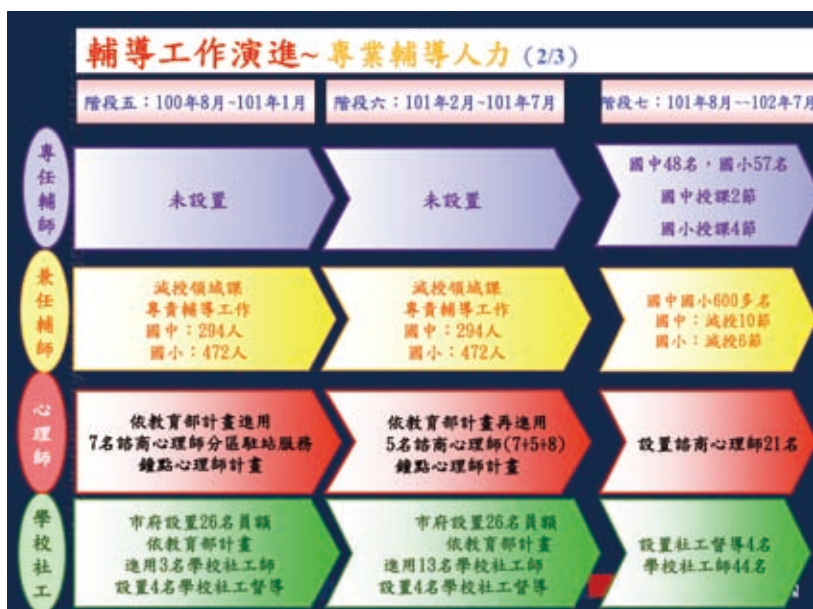 輔導工作演進~專業輔導人力(2/3)
階段五：100年8月~101年1月
階段六：101年2月~101年7月
階段七：101年8月~~102年7月
專任輔師
未設置
未設置
國中48名，國小57名
國中授課2節
國小授課4節
兼任輔師
減授領域課
專責輔導工作
國中：294人
國小：472人
減授領域課
專責輔導工作
國中：294人
國小：472人
國中國小600多名
國中：減授10節
國小：減授6節
心理師
依教育部計畫進用
7名諮商心理師分區駐站服務
鐘點心理師計畫
依教育部計畫再進用
5名諮商心理師(7+5+8)
鐘點心理師計畫
設置諮商心理師21名
學校社工
市府設置26名員額
依教育部計畫
進用3名學校社工師
設置4名學校社工督導
市府設置26名員額
依教育部計畫
進用13名學校社工師
設置4名學校社工督導
設置社工督導4名
學校社工師44名